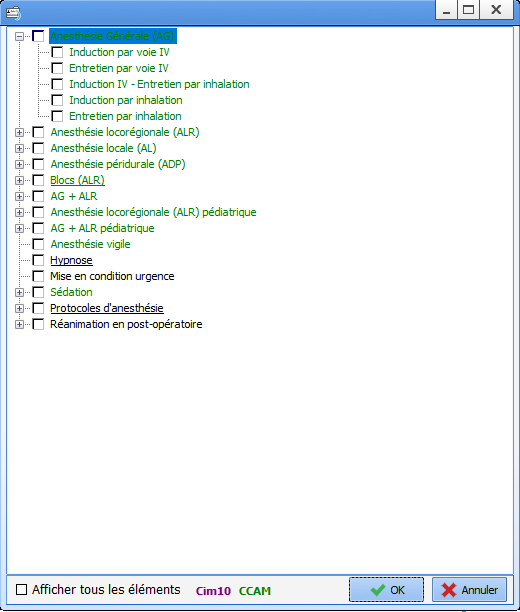 Anesthésie Générale (AG)
Induction par voie IV
Entretien par voie IV
Induction IV - Entretien par inhalation
Induction par inhalation
Entretien par inhalation
Anesthésie locorégionale (ALR)
Anesthésie locale (AL)
Anesthésie péridurale (ADP)
Blocs (ALR)
AG + ALR
Anesthésie locorégionale (ALR) pédiatrique
AG + ALR pédiatrique
Anesthésie vigile
Hypnose
Mise en condition urgence
Sédation
Protocoles d'anesthésie
Réanimation en post-opératoire
Afficher tous les éléments Cim10 CCAM OK Annuler